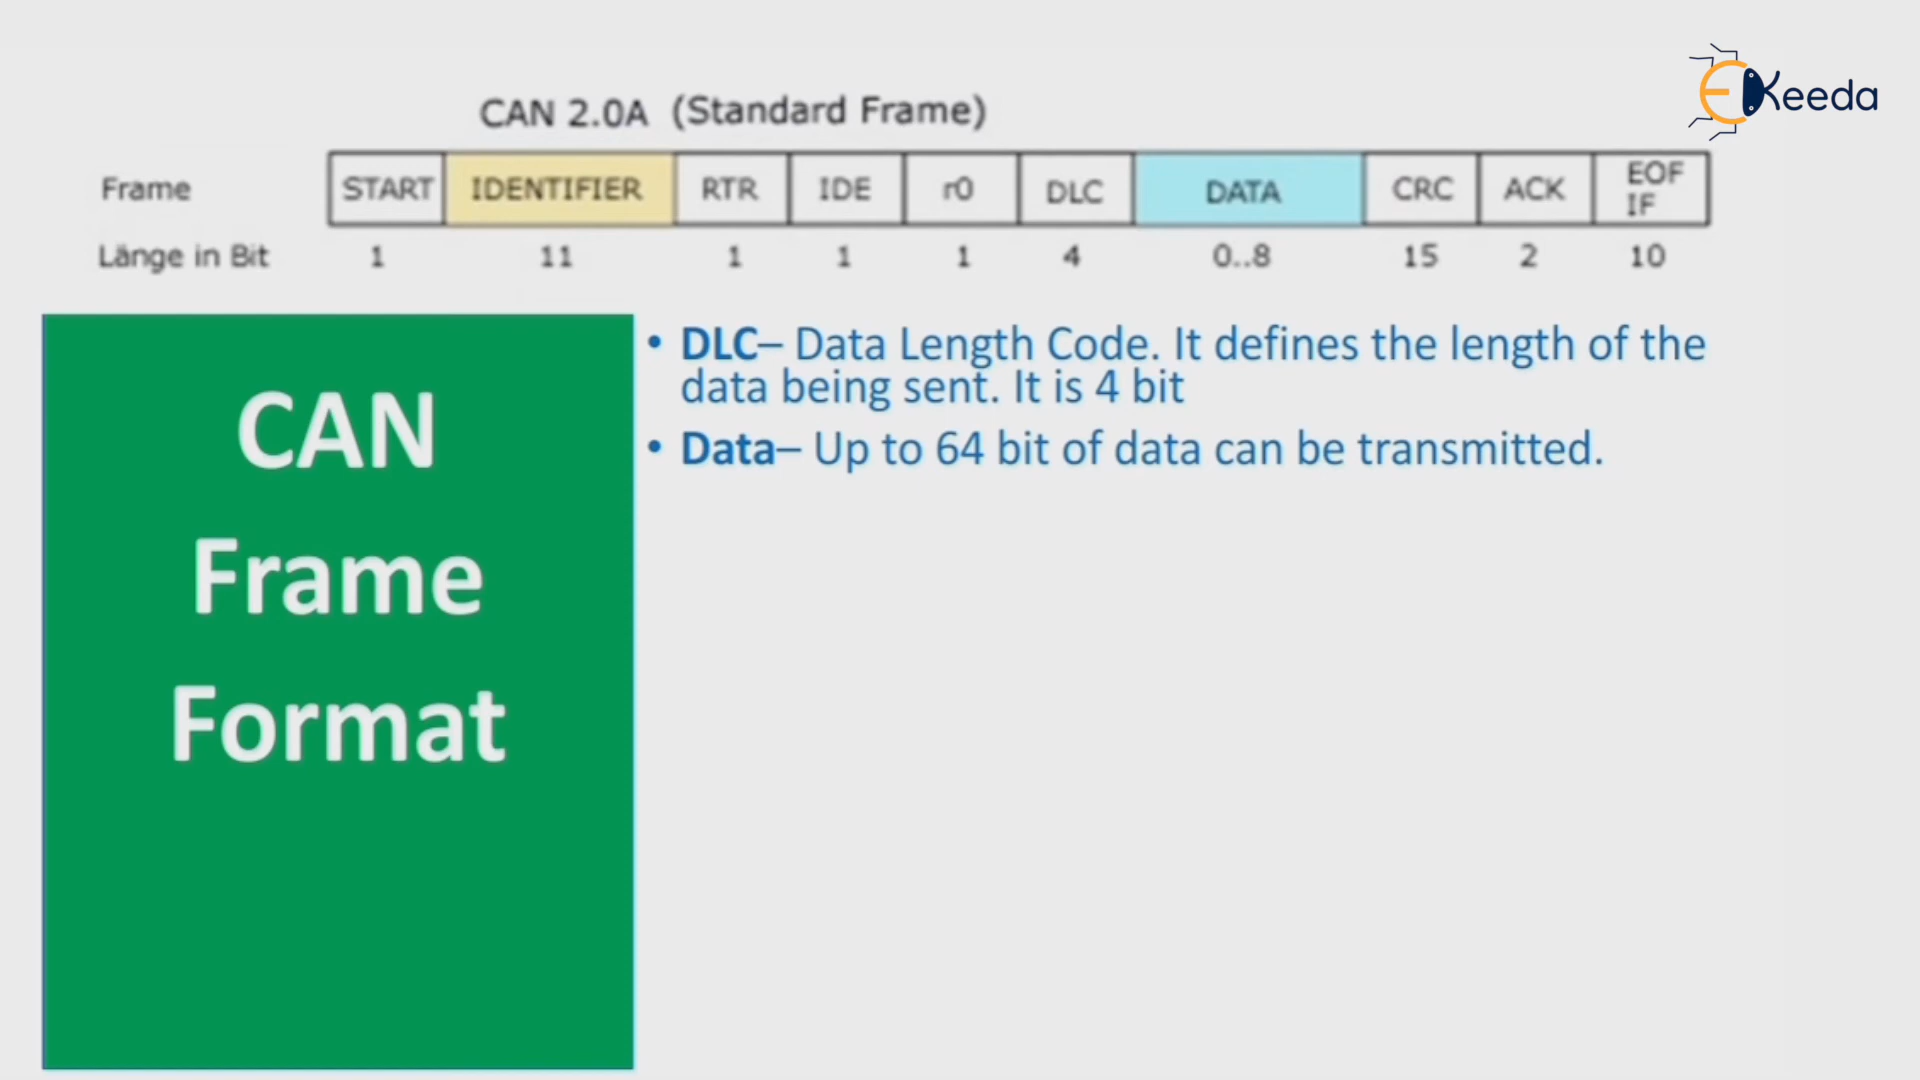 CAN 2.0A (Standard Frame)
EKeeda
Frame START IDENTIFIER RTR IDE r0 DLC DATA CRC ACK EOF IF
Länge in Bit 1 11 1 1 1 4 0..8 15 2 10
CAN
Frame
Format
• DLC– Data Length Code. It defines the length of the
data being sent. It is 4 bit
• Data– Up to 64 bit of data can be transmitted.